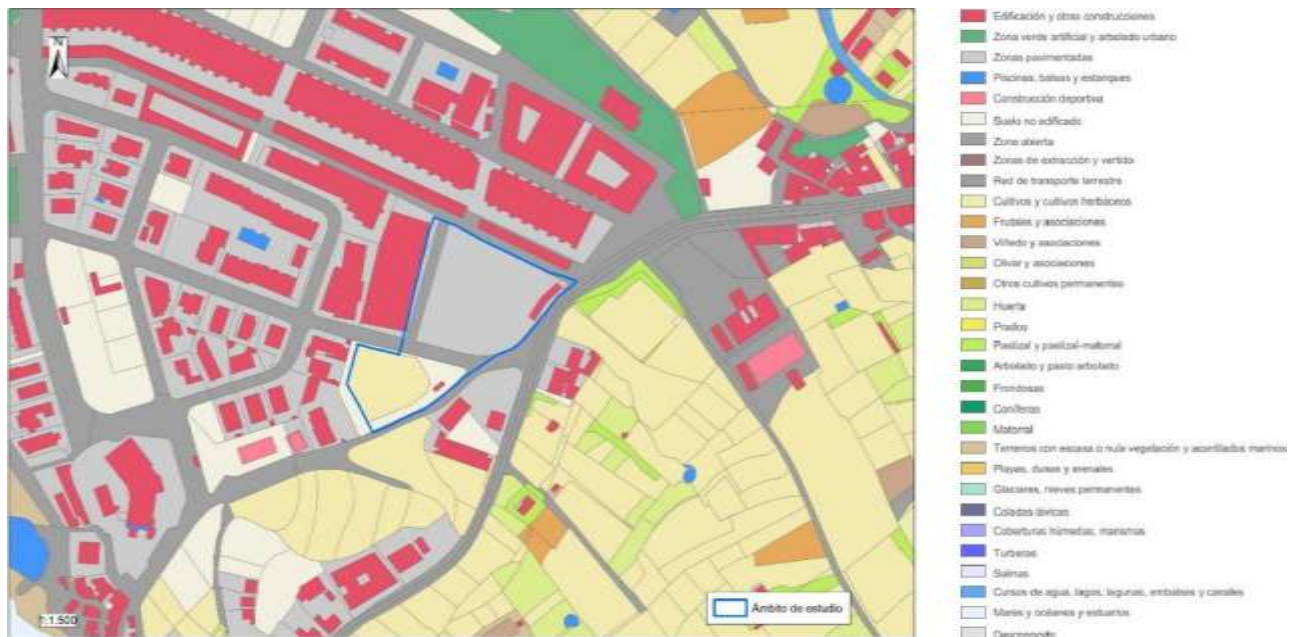 N
1:1.500
Ámbito de estudio
Edificación y otras construcciones
Zona verde artificial y arbolado urbano
Zonas pavimentadas
Piscinas, balsas y estanques
Construcción deportiva
Suelo no edificado
Zona abierta
Zonas de extracción y vertido
Red de transporte terrestre
Cultivos y cultivos herbáceos
Frutales y asociaciones
Viñedo y asociaciones
Olivar y asociaciones
Otros cultivos permanentes
Huerta
Prados
Pastizal y pastizal-matorral
Arbolado y pasto arbolado
Frondosas
Coníferas
Matorral
Terrenos con escasa o nula vegetación y acantilados marinos
Playas, dunas y arenales
Glaciares, nieves permanentes
Coladas lávicas
Coberturas húmedas, marismas
Turberas
Salinas
Cursos de agua, lagos, lagunas, embalses y canales
Mares y océanos y estuarios
Desconocido